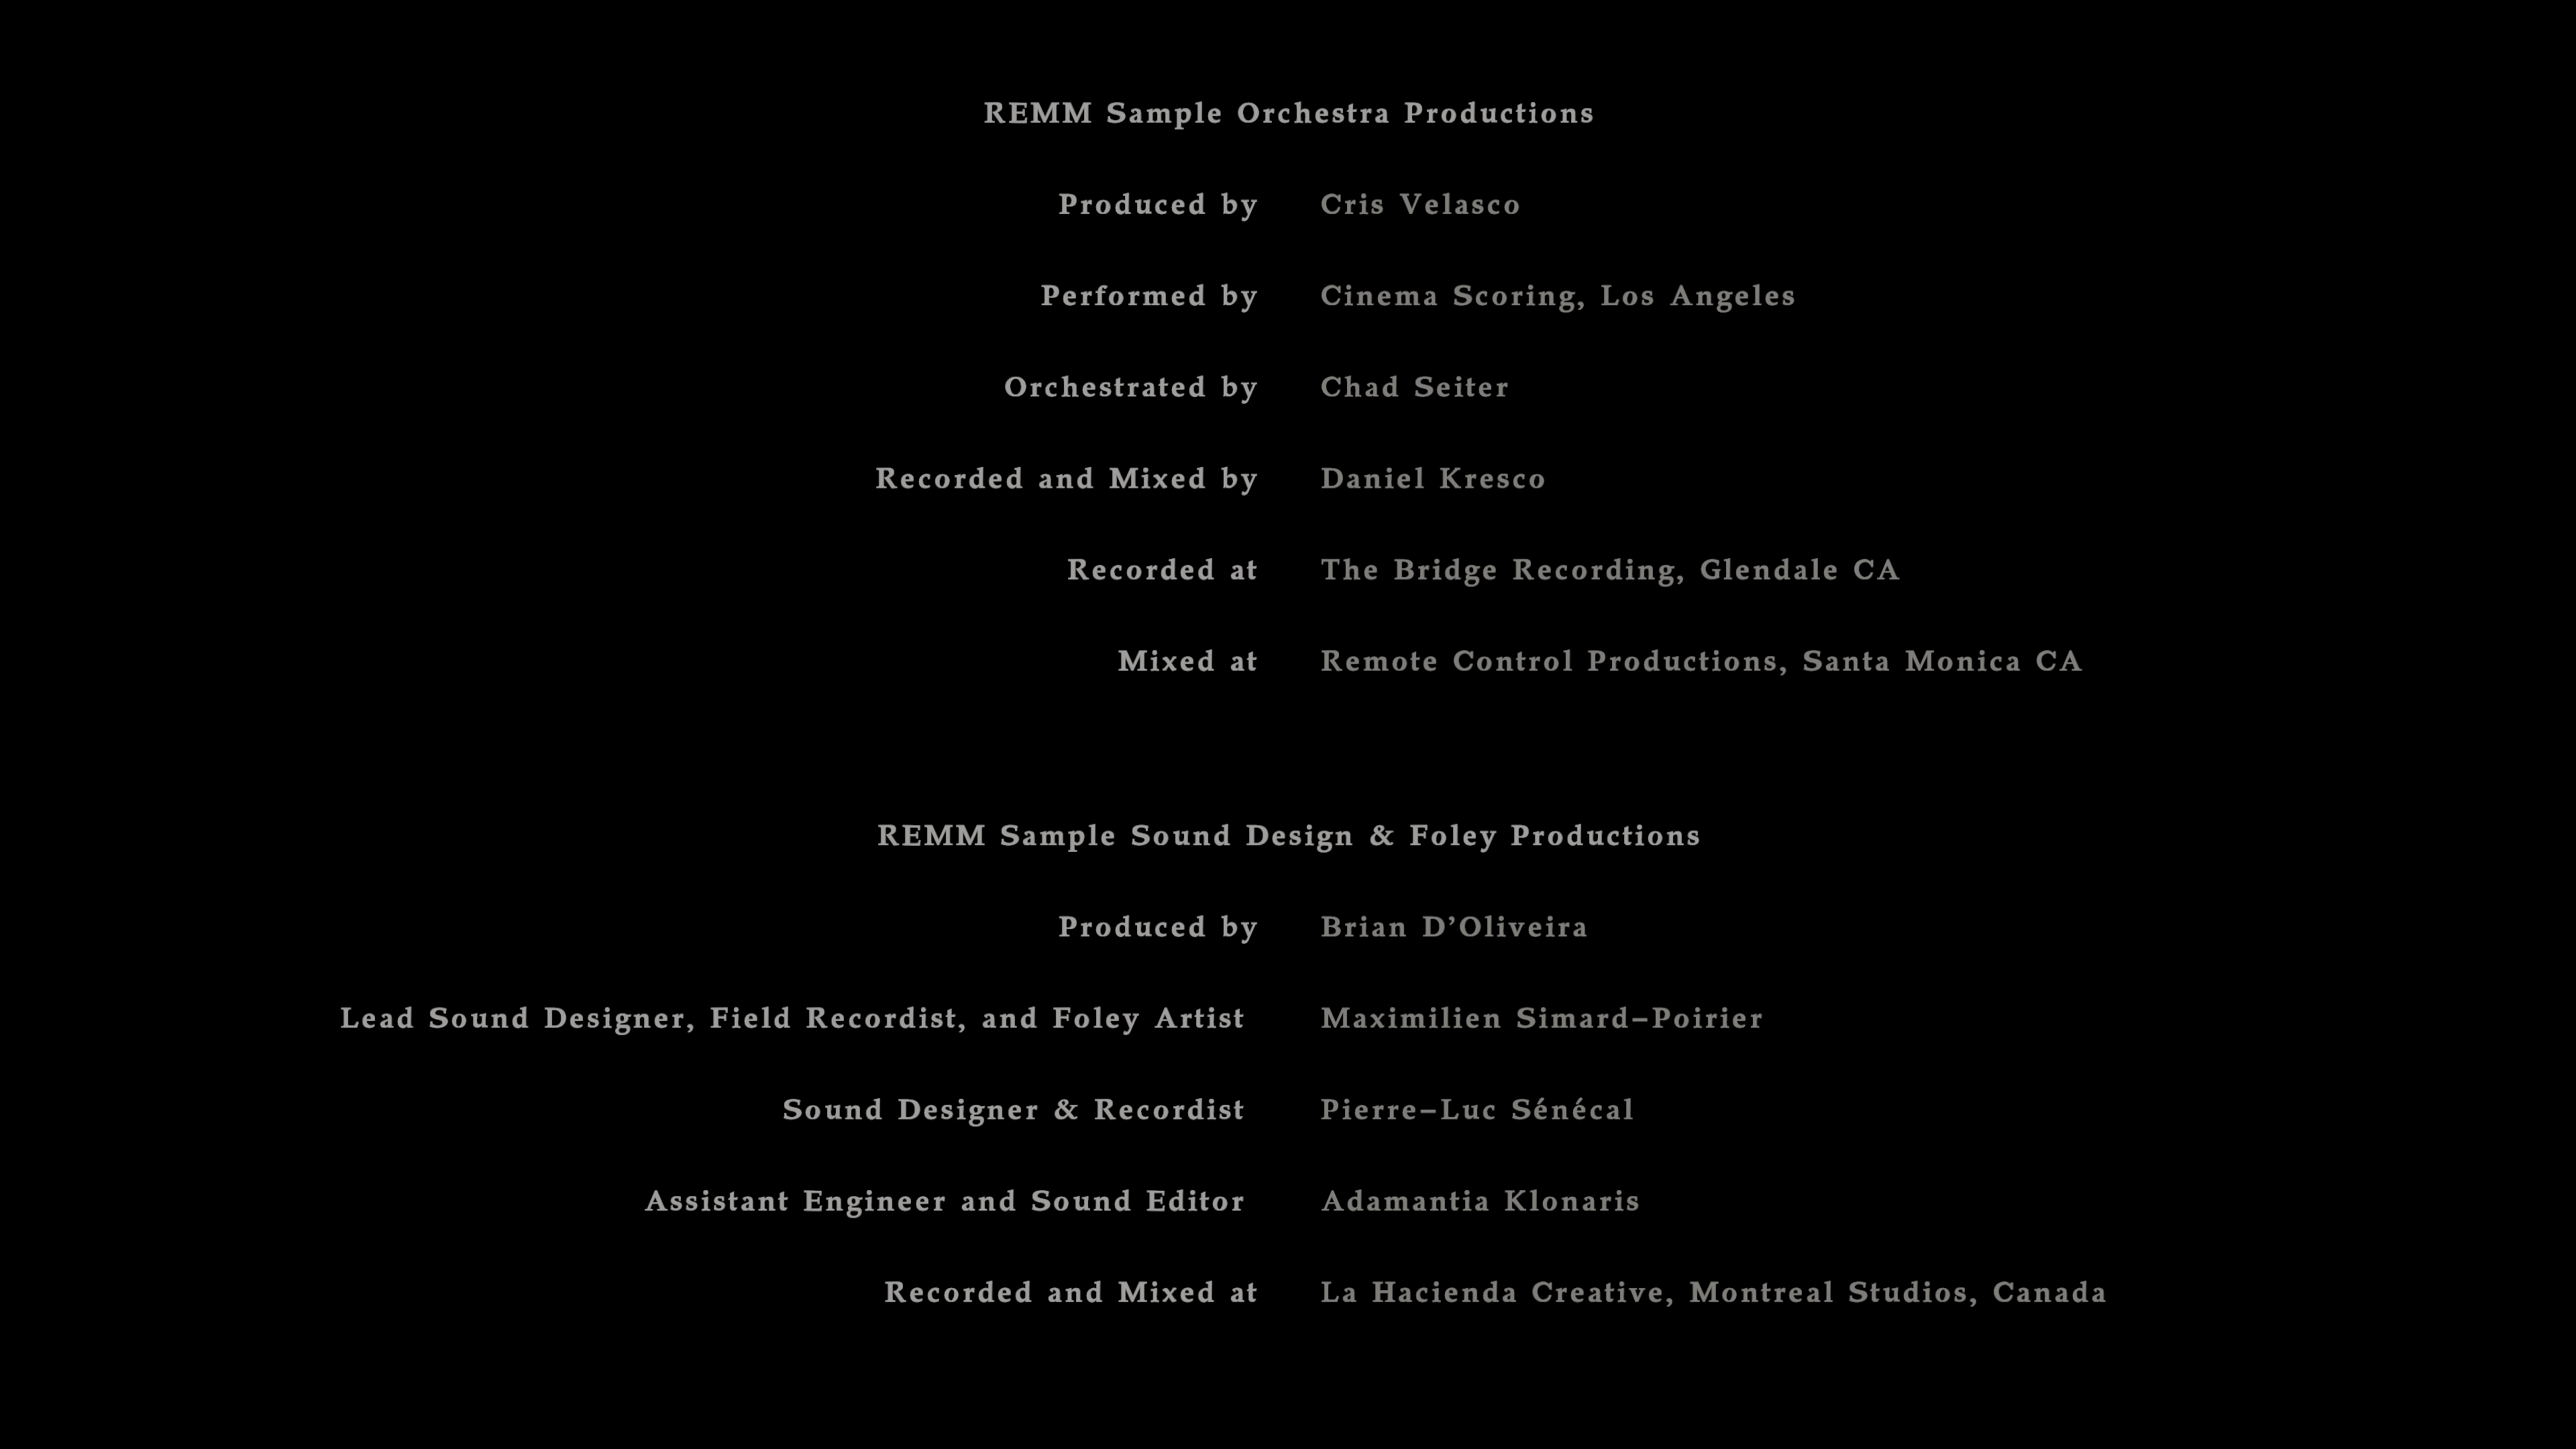 REMM Sample Orchestra Productions
Produced by Cris Velasco
Performed by Cinema Scoring, Los Angeles
Orchestrated by Chad Seiter
Recorded and Mixed by Daniel Kresco
Recorded at The Bridge Recording, Glendale CA
Mixed at Remote Control Productions, Santa Monica CA
REMM Sample Sound Design & Foley Productions
Produced by Brian D’Oliveira
Lead Sound Designer, Field Recordist, and Foley Artist Maximilien Simard–Poirier
Sound Designer & Recordist Pierre–Luc Sénécal
Assistant Engineer and Sound Editor Adamantia Klonaris
Recorded and Mixed at La Hacienda Creative, Montreal Studios, Canada